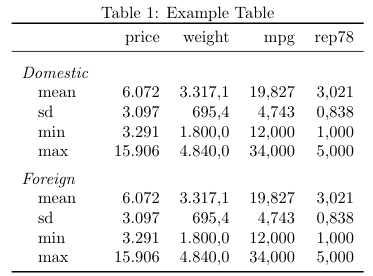 Table 1: Example Table
price weight mpg rep78
Domestic
mean 6.072 3.317,1 19,827 3,021
sd 3.097 695,4 4,743 0,838
min 3.291 1.800,0 12,000 1,000
max 15.906 4.840,0 34,000 5,000
Foreign
mean 6.072 3.317,1 19,827 3,021
sd 3.097 695,4 4,743 0,838
min 3.291 1.800,0 12,000 1,000
max 15.906 4.840,0 34,000 5,000